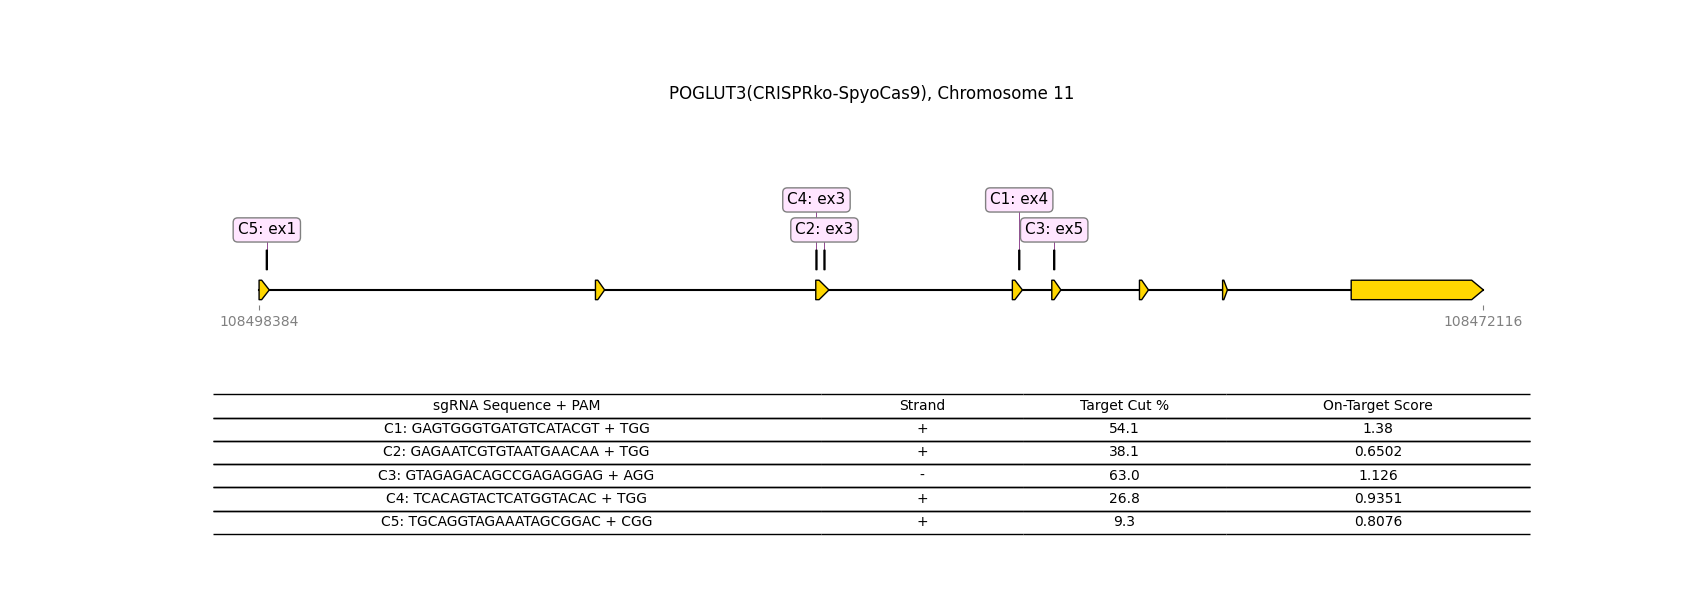 POGLUT3(CRISPRko-SpyoCas9), Chromosome 11
C4: ex3
C1: ex4
C5: ex1
C2: ex3
C3: ex5
108498384
108472116
sgRNA Sequence + PAM Strand Target Cut % On-Target Score
C1: GAGTGGGTGATGTCATACGT + TGG + 54.1 1.38
C2: GAGAATCGTGTAATGAACAA + TGG + 38.1 0.6502
C3: GTAGAGACAGCCGAGAGGAG + AGG - 63.0 1.126
C4: TCACAGTACTCATGGTACAC + TGG + 26.8 0.9351
C5: TGCAGGTAGAAATAGCGGAC + CGG + 9.3 0.8076